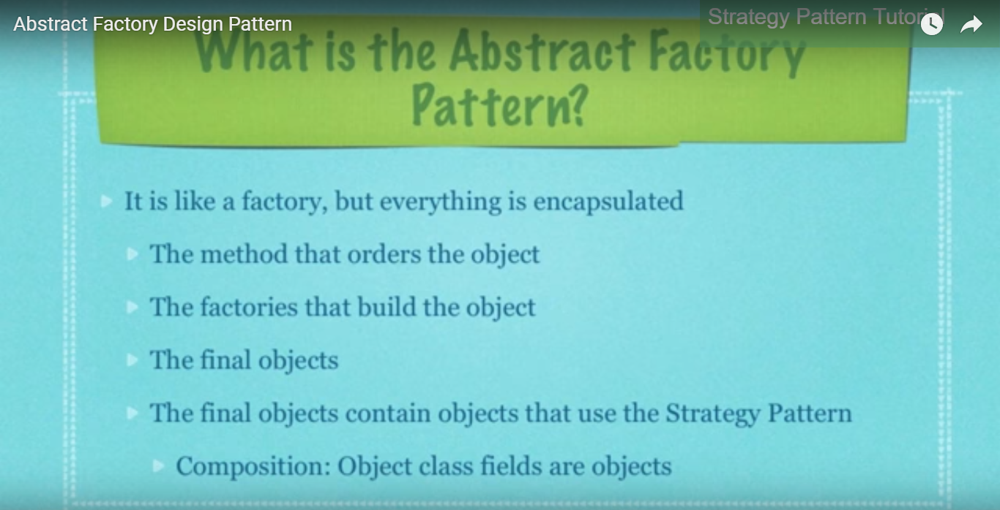 Abstract Factory Design Pattern
Strategy Pattern Tutorial
What is the Abstract Factory
Pattern?
It is like a factory, but everything is encapsulated
The method that orders the object
The factories that build the object
The final objects
The final objects contain objects that use the Strategy Pattern
Composition: Object class fields are objects